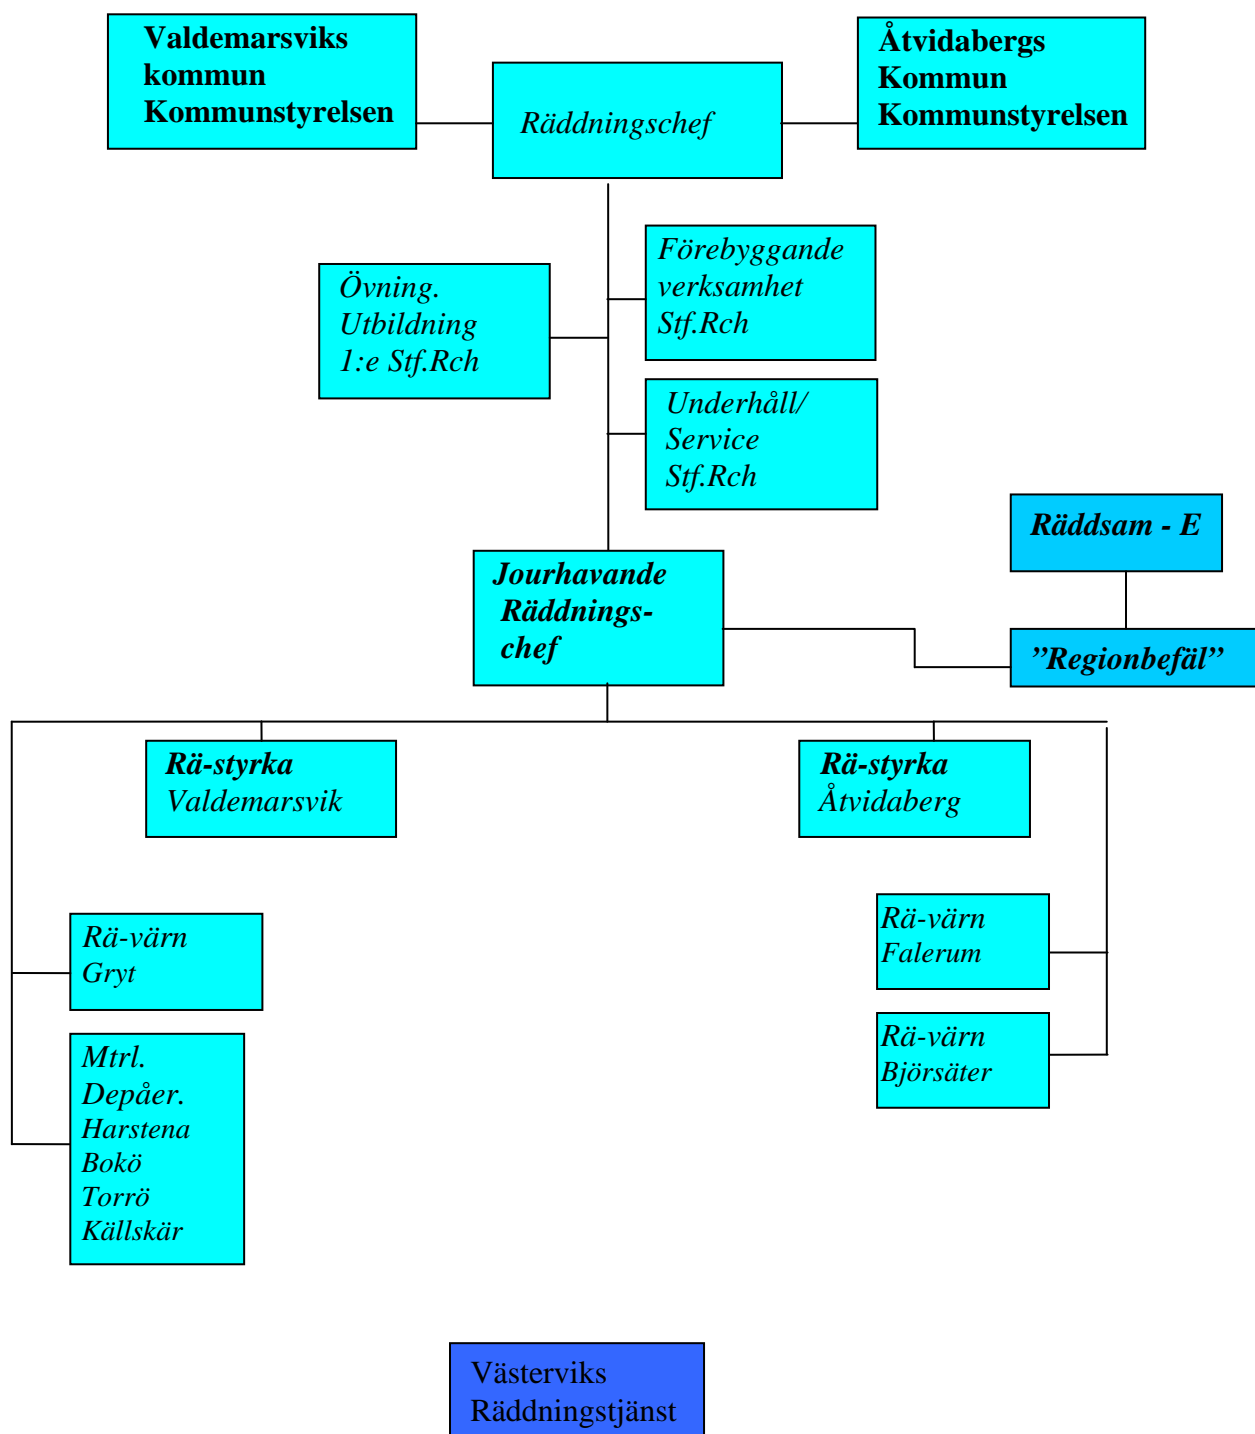 Valdemarsviks
kommun
Kommunstyrelsen
Räddningschef
Åtvidabergs
Kommun
Kommunstyrelsen
Övning.
Utbildning
1:e Stf.Rch
Förebyggande
verksamhet
Stf.Rch
Underhåll/
Service
Stf.Rch
Räddsam - E
Jourhavande
Räddnings-
chef
”Regionbefäl”
Rä-styrka
Valdemarsvik
Rä-styrka
Åtvidaberg
Rä-värn
Gryt
Rä-värn
Falerum
Mtrl.
Depåer.
Harstena
Bokö
Torrö
Källskär
Rä-värn
Björsäter
Västerviks
Räddningstjänst